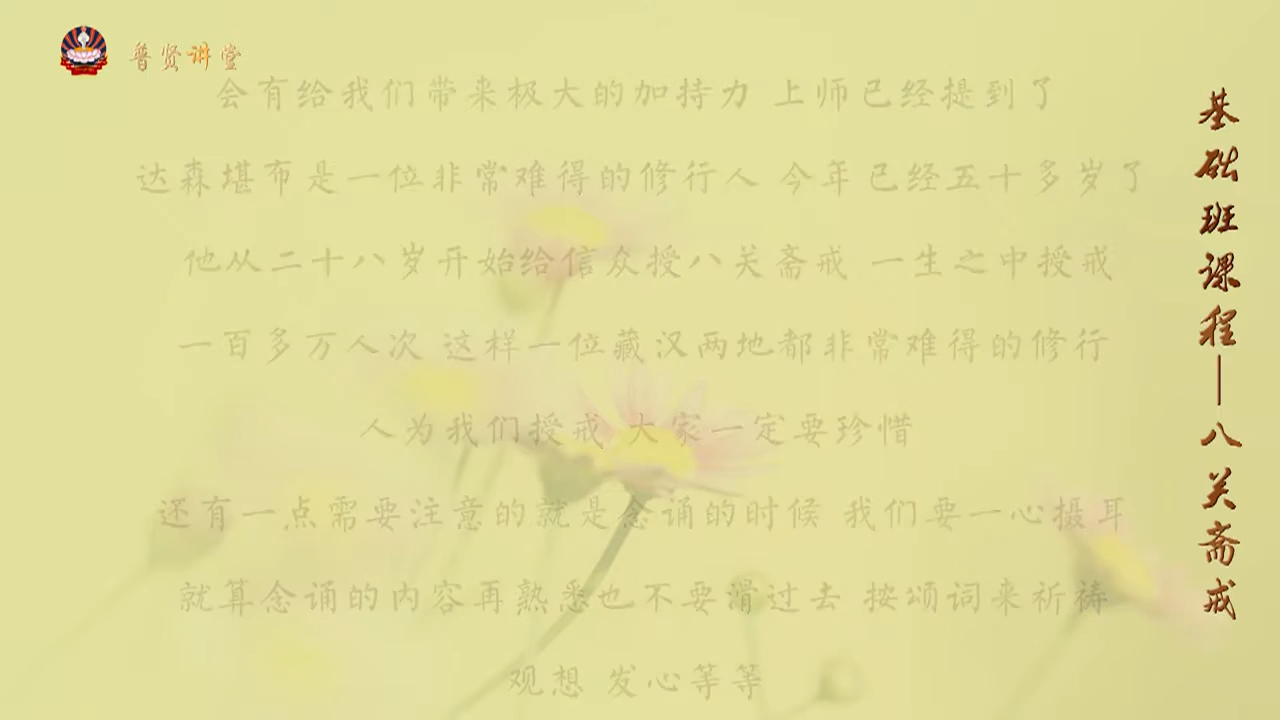 普贤讲堂
会有给我们带来极大的加持力 上师已经提到了
达森堪布是一位非常难得的修行人 今年已经五十多岁了
他从二十八岁开始给信众授八关斋戒 一生之中授戒
一百多万人次 这样一位藏汉两地都非常难得的修行
人为我们授戒 大家一定要珍惜
还有一点需要注意的就是念诵的时候 我们要一心摄耳
就算念诵的内容再熟悉也不要滑过去 按颂词来祈祷
观想 发心等等
基础班课程—八关斋戒